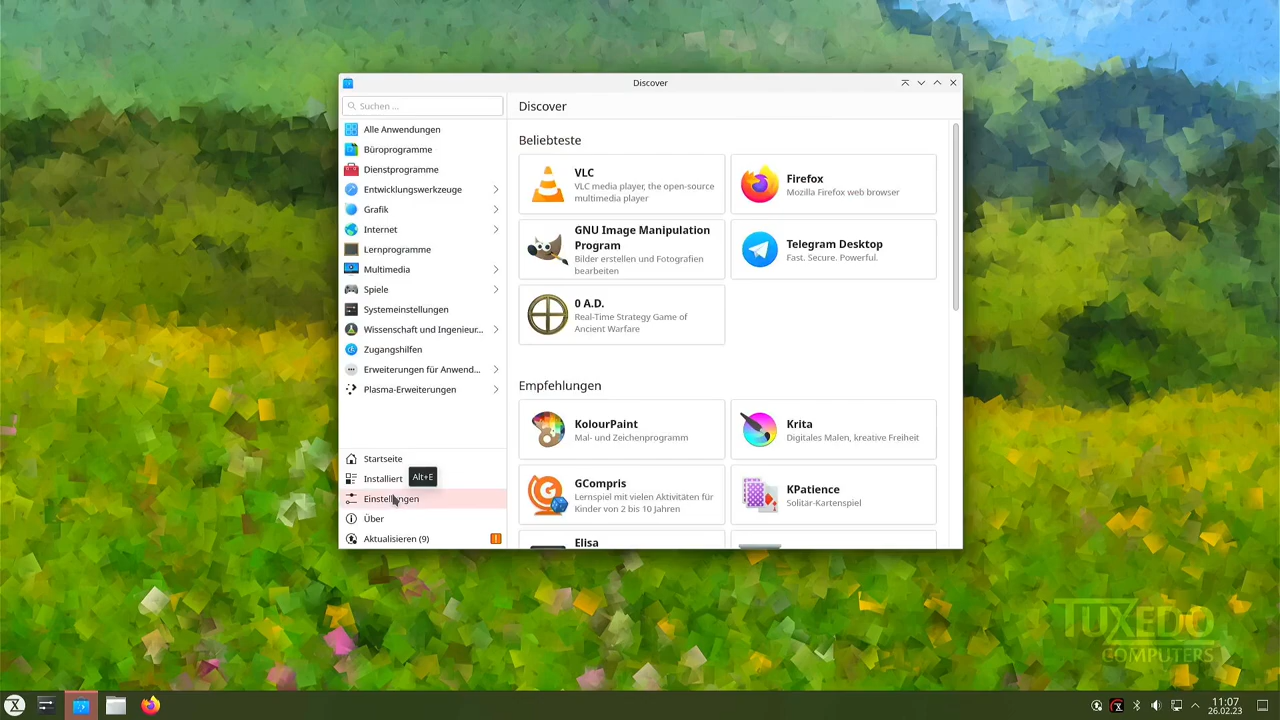 Discover
Suchen ...
Alle Anwendungen
Büroprogramme
Dienstprogramme
Entwicklungswerkzeuge
Grafik
Internet
Lernprogramme
Multimedia
Spiele
Systemeinstellungen
Wissenschaft und Ingenieur...
Zugangshilfen
Erweiterungen für Anwend...
Plasma-Erweiterungen
Startseite
Installiert
Alt+E
Einstellungen
Über
Aktualisieren (9)
Discover
Beliebteste
VLC
VLC media player, the open-source
multimedia player
Firefox
Mozilla Firefox web browser
GNU Image Manipulation
Program
Bilder erstellen und Fotografien
bearbeiten
Telegram Desktop
Fast. Secure. Powerful.
0 A.D.
Real-Time Strategy Game of
Ancient Warfare
Empfehlungen
KolourPaint
Mal- und Zeichenprogramm
Krita
Digitales Malen, kreative Freiheit
GCompris
Lernspiel mit vielen Aktivitäten für
Kinder von 2 bis 10 Jahren
KPatience
Solitär-Kartenspiel
Elisa
TUXEDO
COMPUTERS
11:07
26.02.23